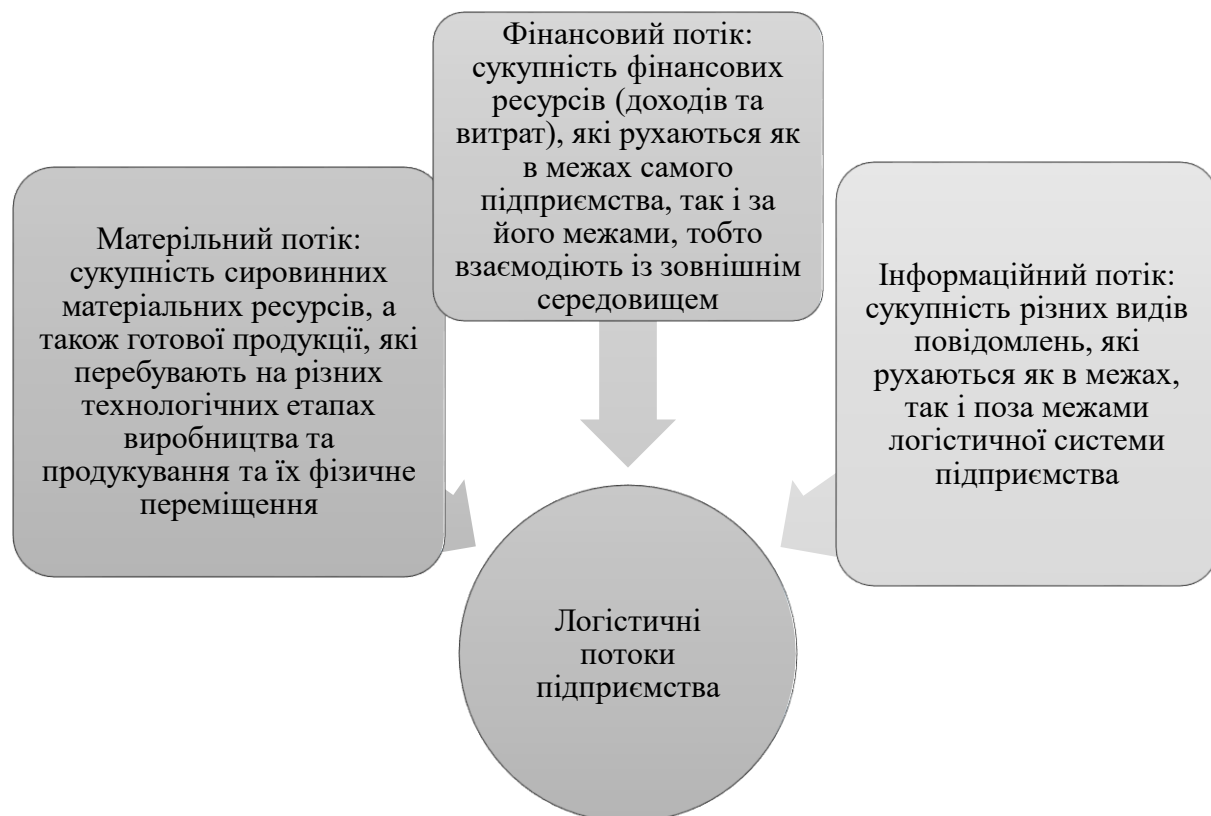 Фінансовий потік:
сукупність фінансових
ресурсів (доходів та
витрат), які рухаються як
в межах самого
підприємства, так і за
його межами, тобто
взаємодіють із зовнішнім
середовищем
Матерільний потік:
сукупність сировинних
матеріальних ресурсів, а
також готової продукції, які
перебувають на різних
технологічних етапах
виробництва та
продукування та їх фізичне
переміщення
Інформаційний потік:
сукупність різних видів
повідомлень, які
рухаються як в межах,
так і поза межами
логістичної системи
підприємства
Логістичні
потоки
підприємства